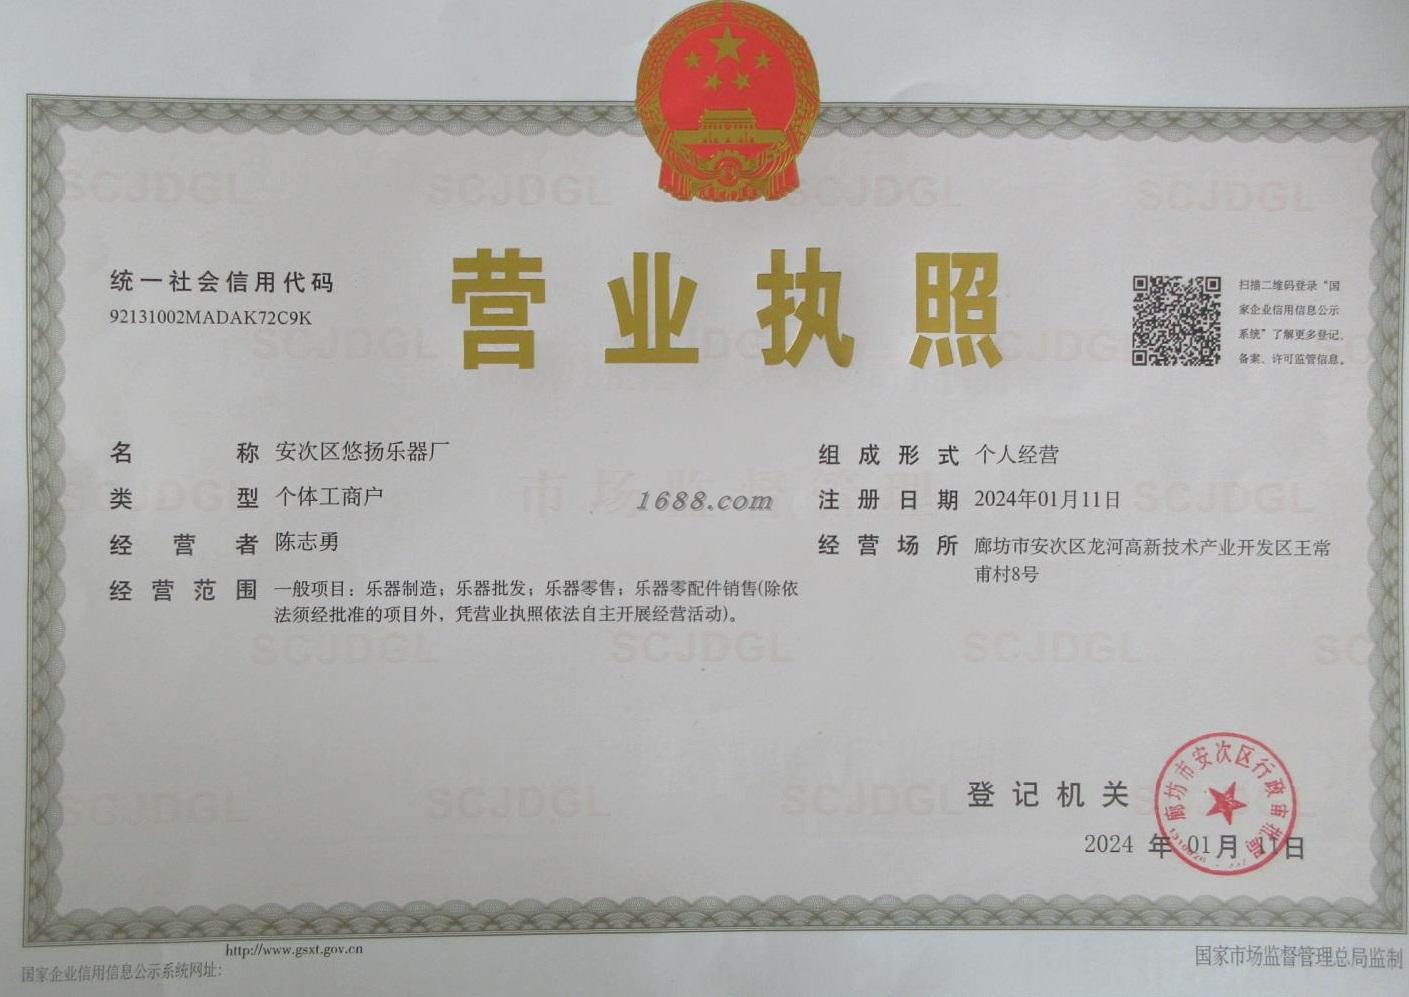 营业执照
统一社会信用代码
92131002MADAK72C9K
扫描二维码登录“国
家企业信用信息公示
系统”了解更多登记、
备案、许可监管信息。
名称 安次区悠扬乐器厂
类型 个体工商户
经营者 陈志勇
经营范围 一般项目：乐器制造；乐器批发；乐器零售；乐器零配件销售(除依
法须经批准的项目外，凭营业执照依法自主开展经营活动)。
组成形式 个人经营
注册日期 2024年01月11日
经营场所 廊坊市安次区龙河高新技术产业开发区王常
甫村8号
1688.com
市场监督管理
SCJDGL
登记机关
廊坊市安次区行政审批局
2024 年 01 月 11 日
http://www.gsxt.gov.cn
国家企业信用信息公示系统网址：
国家市场监督管理总局监制